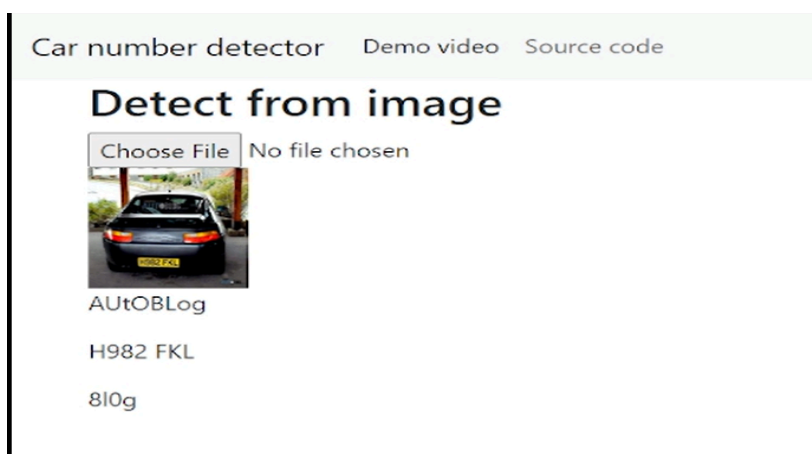 Car number detector Demo video Source code
Detect from image
Choose File No file chosen
H982 FKL
AUtOBLog
H982 FKL
8l0g